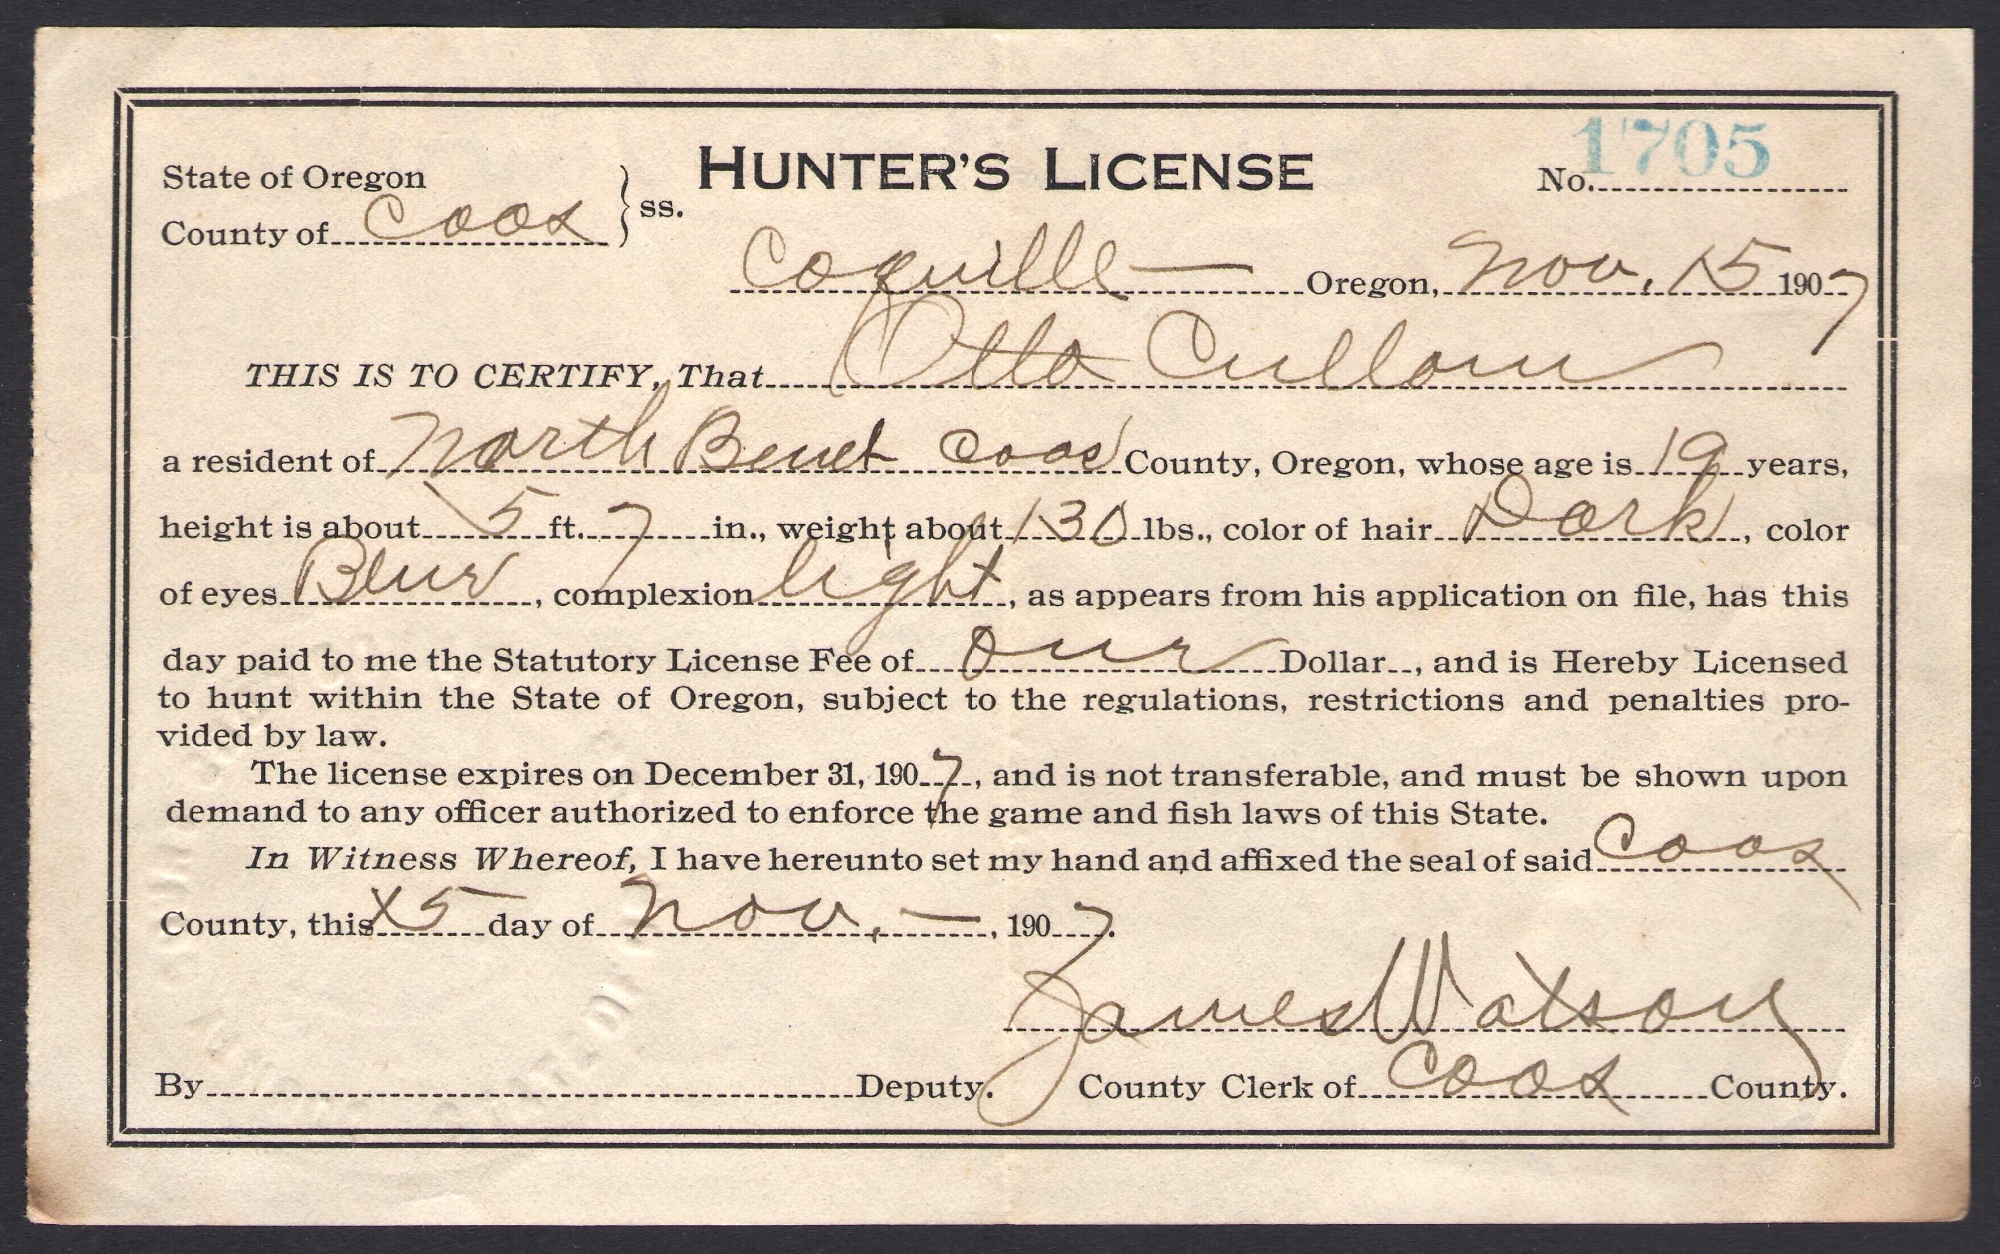 State of Oregon
County of Coos } ss.
HUNTER'S LICENSE
No. 1705
Coquille Oregon, Nov. 15 1907
THIS IS TO CERTIFY, That Otto Cullom
a resident of North Bend Coos County, Oregon, whose age is 19 years,
height is about 5 ft. 7 in., weight about 130 lbs., color of hair Dark, color
of eyes Blue, complexion light, as appears from his application on file, has this
day paid to me the Statutory License Fee of One Dollar, and is Hereby Licensed
to hunt within the State of Oregon, subject to the regulations, restrictions and penalties pro-
vided by law.
The license expires on December 31, 1907, and is not transferable, and must be shown upon
demand to any officer authorized to enforce the game and fish laws of this State.
In Witness Whereof, I have hereunto set my hand and affixed the seal of said Coos
County, this 15 day of Nov. , 1907.
James Watson
By Deputy. County Clerk of Coos County.